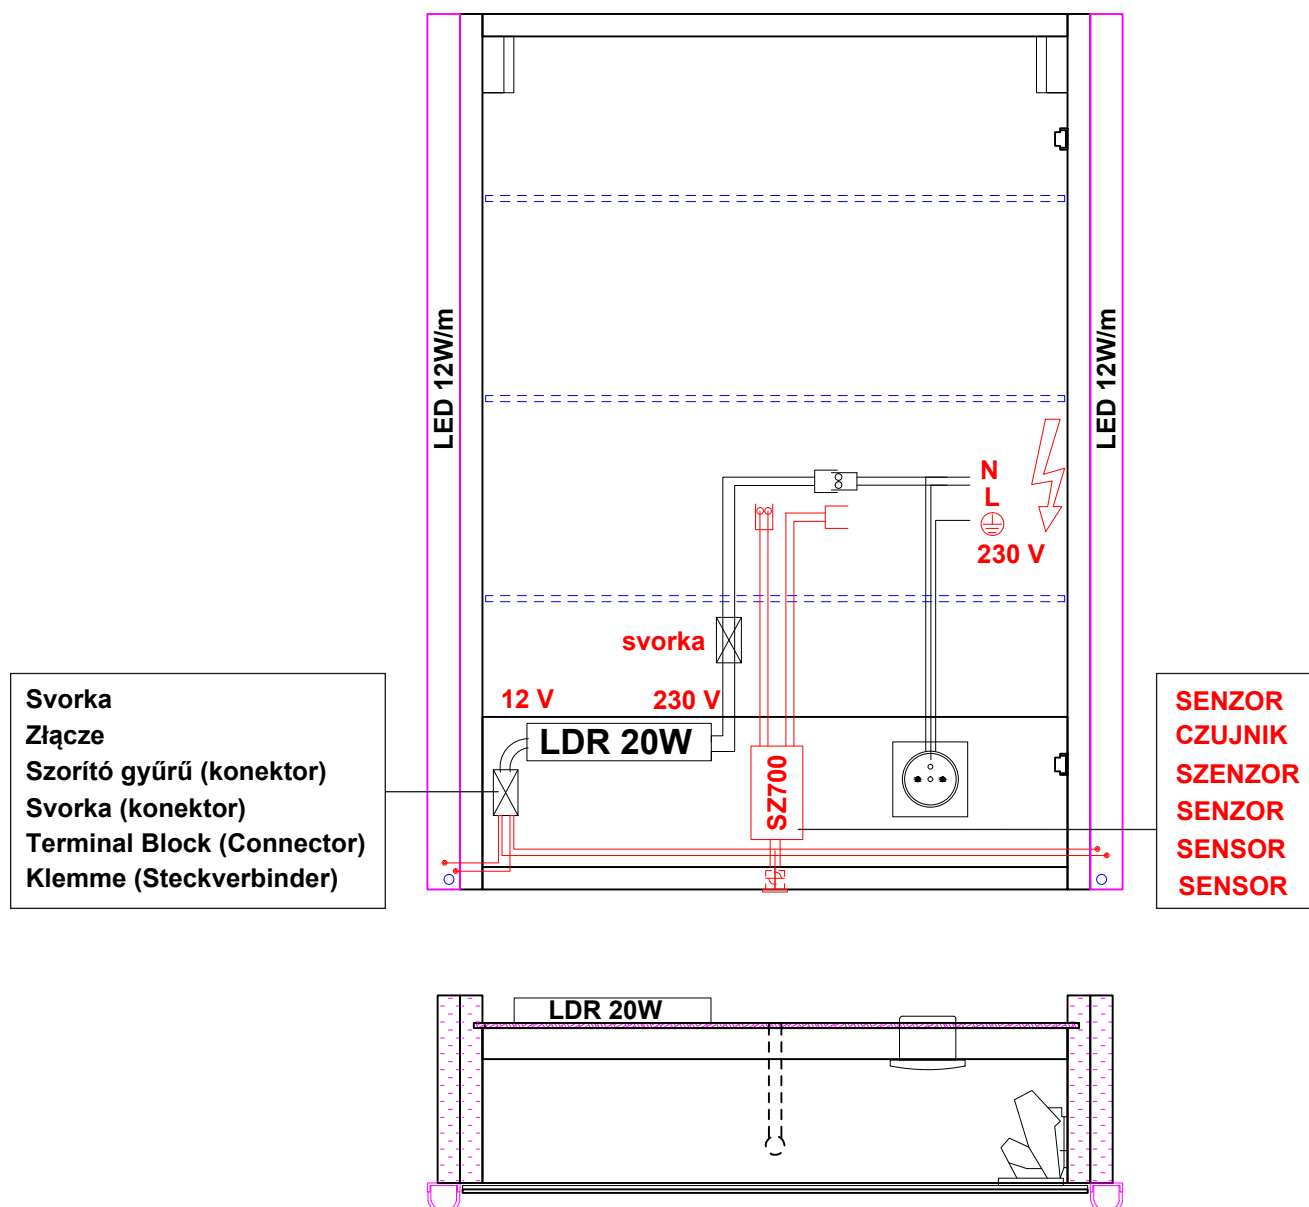 LED 12W/m
LED 12W/m
N
L
230 V
svorka
12 V
230 V
LDR 20W
SZ700
Svorka
Złącze
Szorító gyűrű (konektor)
Svorka (konektor)
Terminal Block (Connector)
Klemme (Steckverbinder)
SENZOR
CZUJNIK
SZENZOR
SENZOR
SENSOR
SENSOR
LDR 20W